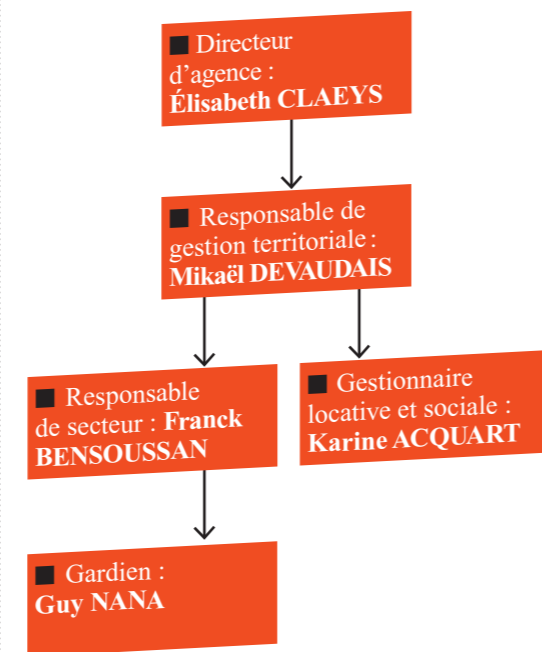 ■ Directeur
d’agence :
Élisabeth CLAEYS
■ Responsable de
gestion territoriale :
Mikaël DEVAUDAIS
■ Responsable
de secteur : Franck
BENSOUSSAN
■ Gestionnaire
locative et sociale :
Karine ACQUART
■ Gardien :
Guy NANA